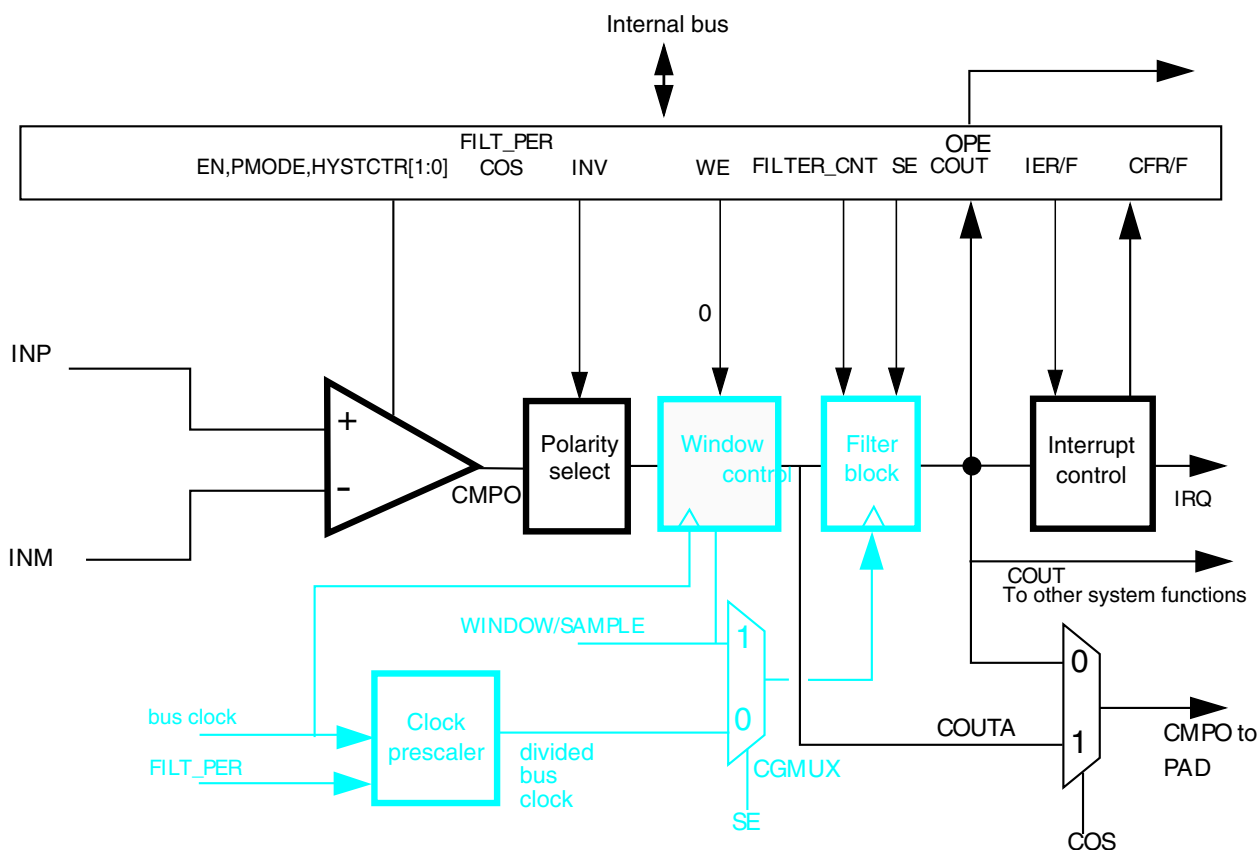 Internal bus
FILT_PER
OPE
EN,PMODE,HYSTCTR[1:0] COS INV WE FILTER_CNT SE COUT IER/F CFR/F
0
INP
+
Polarity
select
Window
control
Filter
block
Interrupt
control
-
CMPO
IRQ
INM
COUT
To other system functions
WINDOW/SAMPLE
1
0
0
1
bus clock
Clock
prescaler
FILT_PER
divided
bus
clock
CGMUX
SE
COUTA
CMPO to
PAD
COS